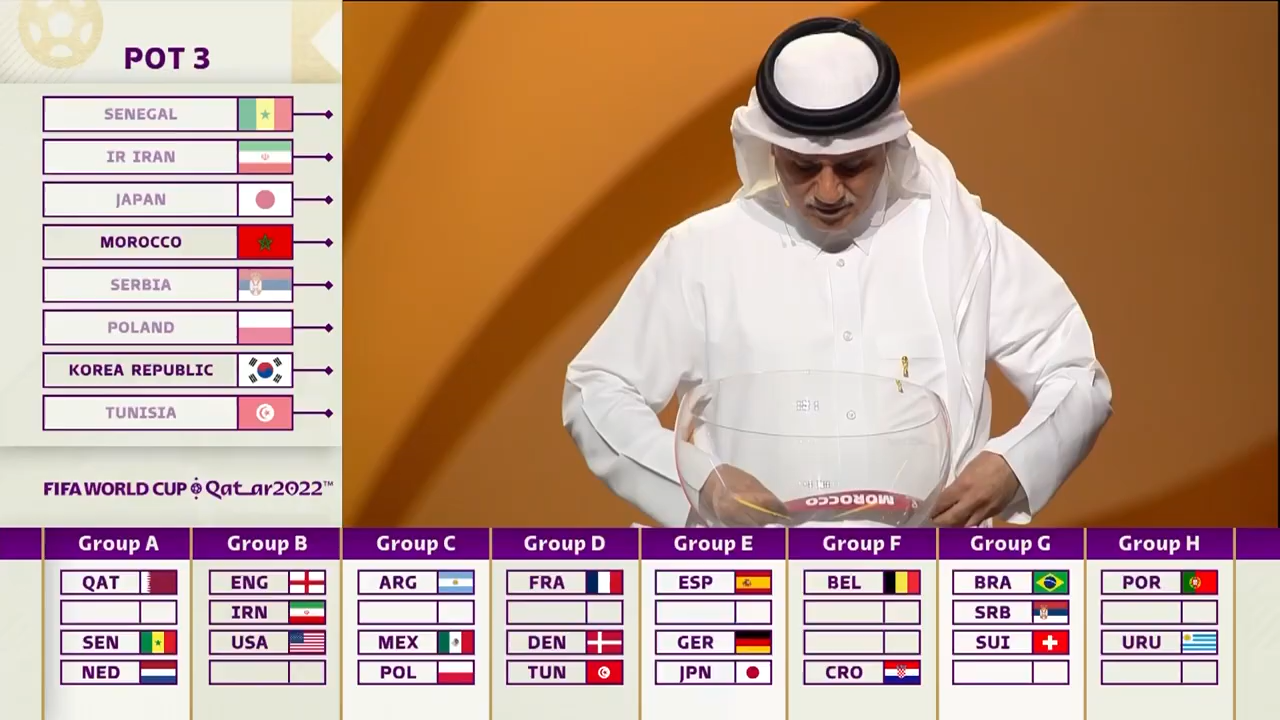 POT 3
SENEGAL
IR IRAN
JAPAN
MOROCCO
SERBIA
POLAND
KOREA REPUBLIC
TUNISIA
FIFA WORLD CUP Qatar2022™
MOROCCO
Group A
QAT
SEN
NED
Group B
ENG
IRN
USA
Group C
ARG
MEX
POL
Group D
FRA
DEN
TUN
Group E
ESP
GER
JPN
Group F
BEL
CRO
Group G
BRA
SRB
SUI
Group H
POR
URU